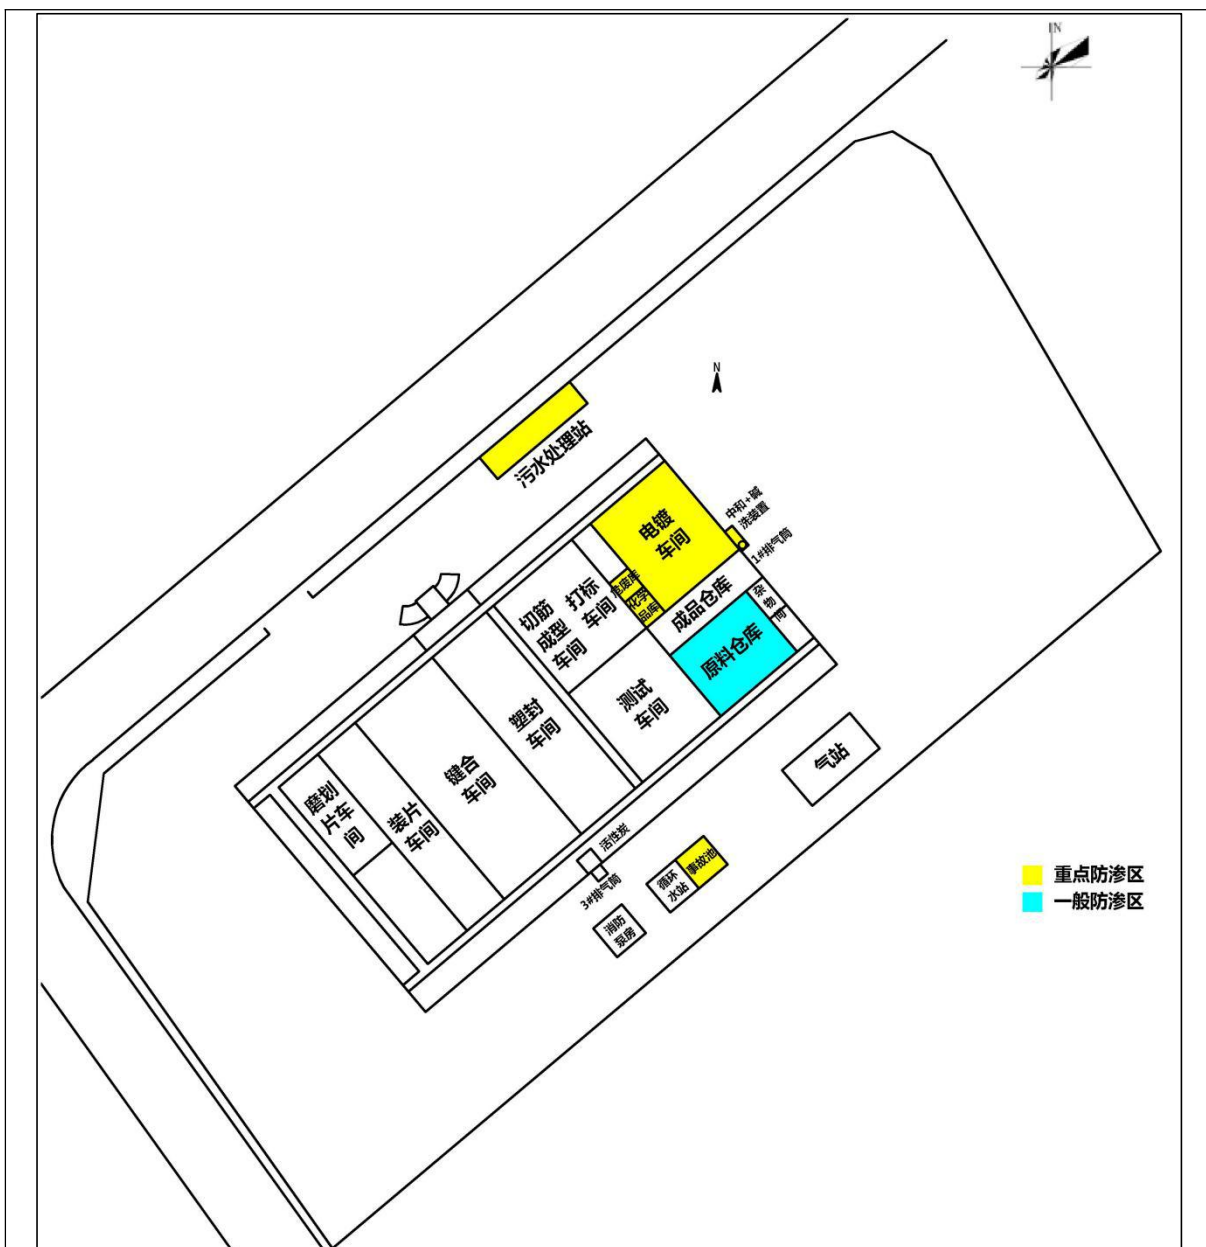 IN
N
污水处理站
电镀
车间
中和+碱
洗装置
1#排气筒
危废库
化学
品库
打标
车间
切筋
成型
车间
成品仓库
杂
物
间
原料仓库
测试
车间
塑封
车间
键合
车间
装片
车间
磨划
片车
间
气站
活性炭
3#排气筒
事故池
循环
水站
消防
泵房
重点防渗区
一般防渗区